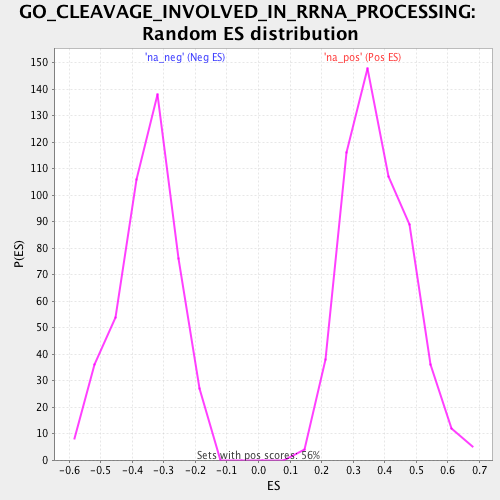 GO_CLEAVAGE_INVOLVED_IN_RRNA_PROCESSING:
Random ES distribution
'na_neg' (Neg ES) 'na_pos' (Pos ES)
150
140
130
120
110
100
90
80
70
60
50
40
30
20
10
0
P(ES)
Sets with pos scores: 56%
-0.6 -0.5 -0.4 -0.3 -0.2 -0.1 0.0 0.1 0.2 0.3 0.4 0.5 0.6 0.7
ES